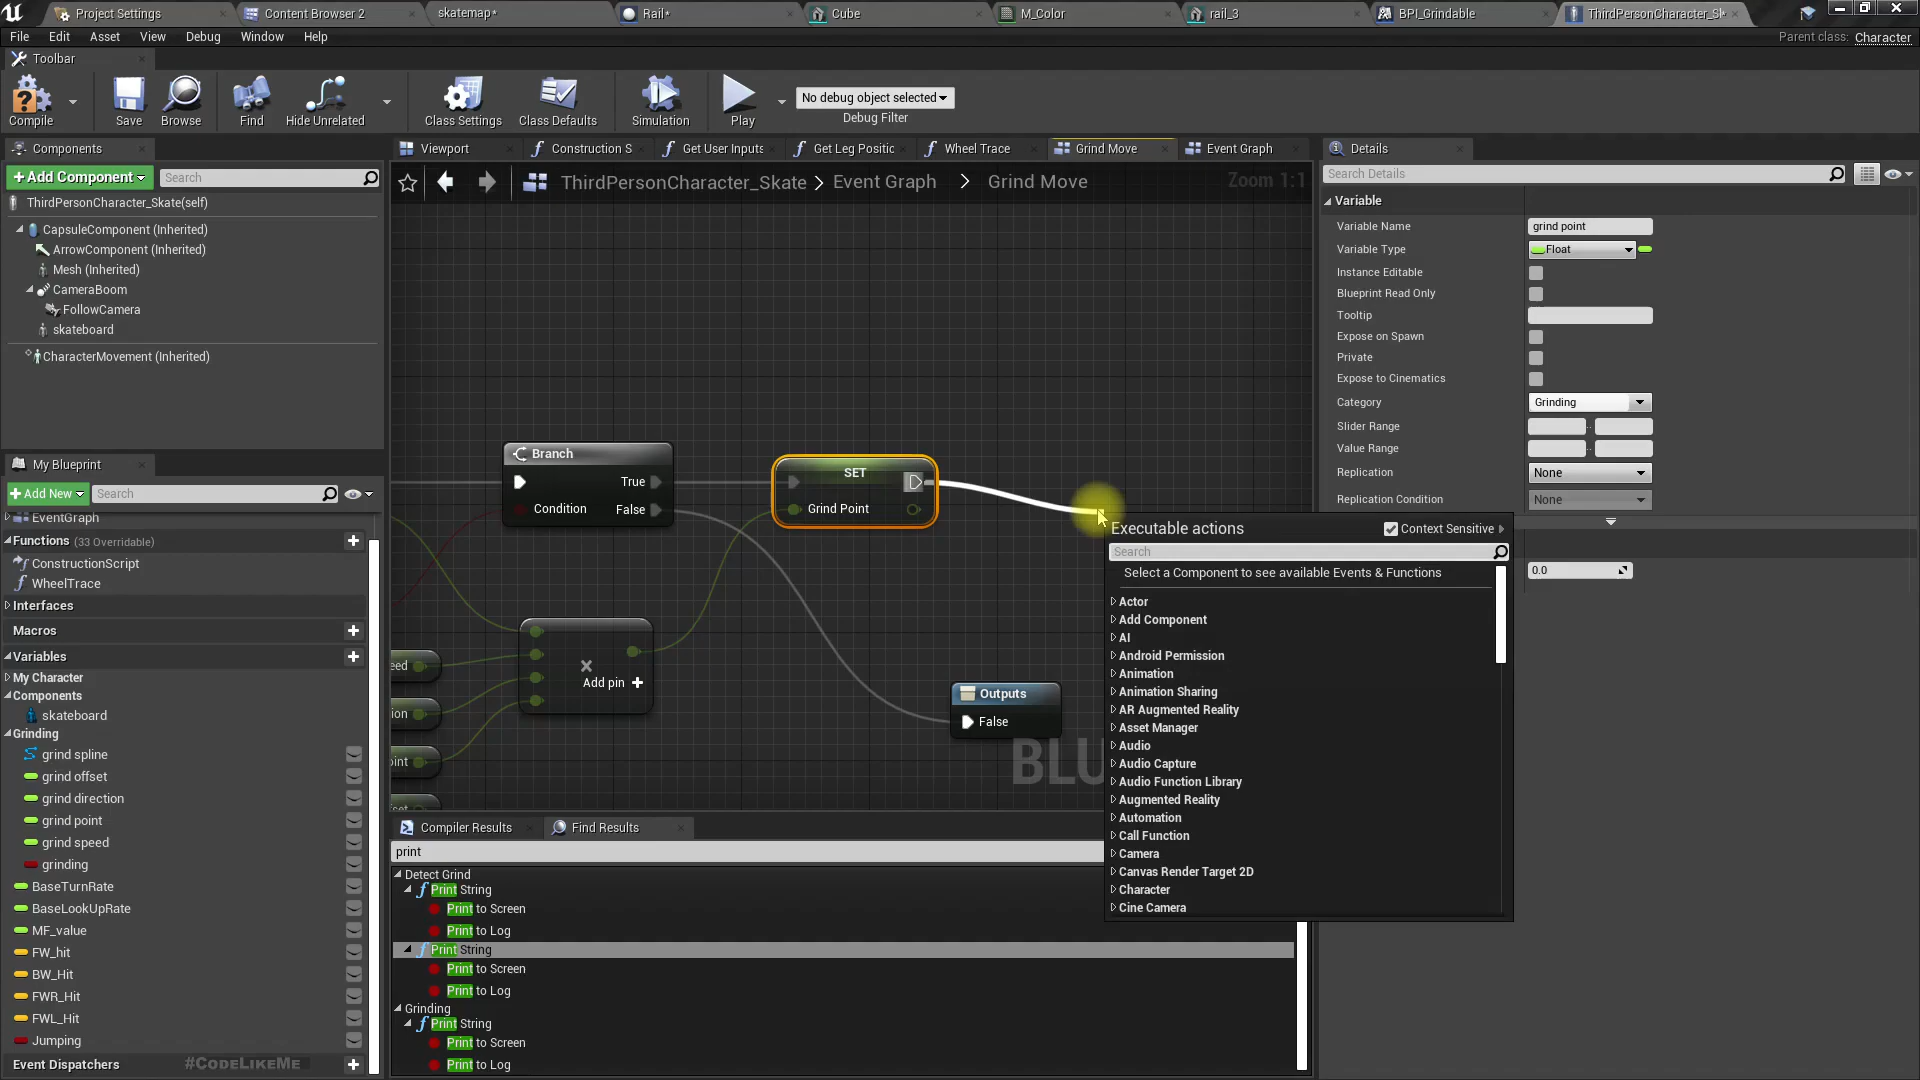 Project Settings
Content Browser 2
skatemap*
Rail*
Cube
M_Color
rail_3
BPI_Grindable
ThirdPersonCharacter_Sk
File Edit Asset View Debug Window Help
Parent class: Character
Toolbar
Compile
Save
Browse
Find
Hide Unrelated
Class Settings
Class Defaults
Simulation
Play
No debug object selected
Debug Filter
Components
Viewport
Construction S
Get User Inputs
Get Leg Positic
Wheel Trace
Grind Move
Event Graph
Details
+ Add Component
Search
ThirdPersonCharacter_Skate > Event Graph > Grind Move
Zoom 1:1
Search Details
ThirdPersonCharacter_Skate(self)
CapsuleComponent (Inherited)
ArrowComponent (Inherited)
Mesh (Inherited)
CameraBoom
FollowCamera
skateboard
CharacterMovement (Inherited)
Variable
Variable Name grind point
Variable Type Float
Instance Editable
Blueprint Read Only
Tooltip
Expose on Spawn
Private
Expose to Cinematics
Category Grinding
Slider Range
Value Range
Replication None
Replication Condition None
0.0
My Blueprint
+ Add New
Search
EventGraph
Functions (33 Overridable)
ConstructionScript
WheelTrace
Interfaces
Macros
Variables
My Character
Components
skateboard
Grinding
grind spline
grind offset
grind direction
grind point
grind speed
grinding
BaseTurnRate
BaseLookUpRate
MF_value
FW_hit
BW_Hit
FWR_Hit
FWL_Hit
Jumping
Event Dispatchers
#CodeLikeMe
Branch
True
Condition
False
SET
Grind Point
eed
ion
oint
set
Add pin +
Outputs
False
BLU
Executable actions
Context Sensitive
Search
Select a Component to see available Events & Functions
Actor
Add Component
AI
Android Permission
Animation
Animation Sharing
AR Augmented Reality
Asset Manager
Audio
Audio Capture
Audio Function Library
Augmented Reality
Automation
Call Function
Camera
Canvas Render Target 2D
Character
Cine Camera
Compiler Results
Find Results
print
Detect Grind
Print String
Print to Screen
Print to Log
Print String
Print to Screen
Print to Log
Grinding
Print String
Print to Screen
Print to Log